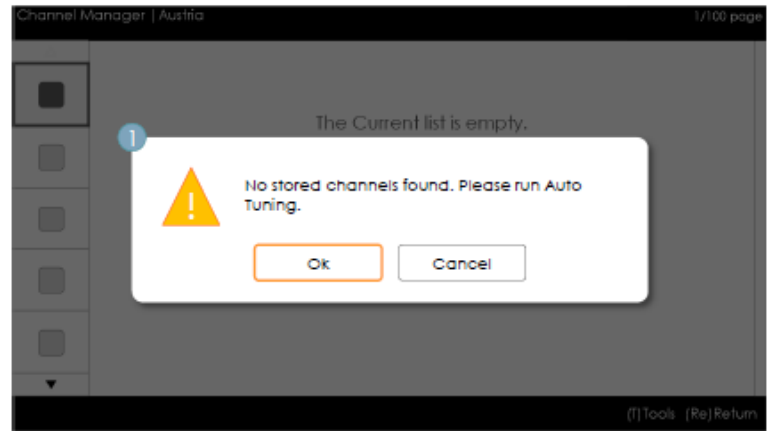 Channel Manager | Austria
1/100 page
The Current list is empty.
1
No stored channels found. Please run Auto
Tuning.
Ok
Cancel
(T)Tools (Re)Return